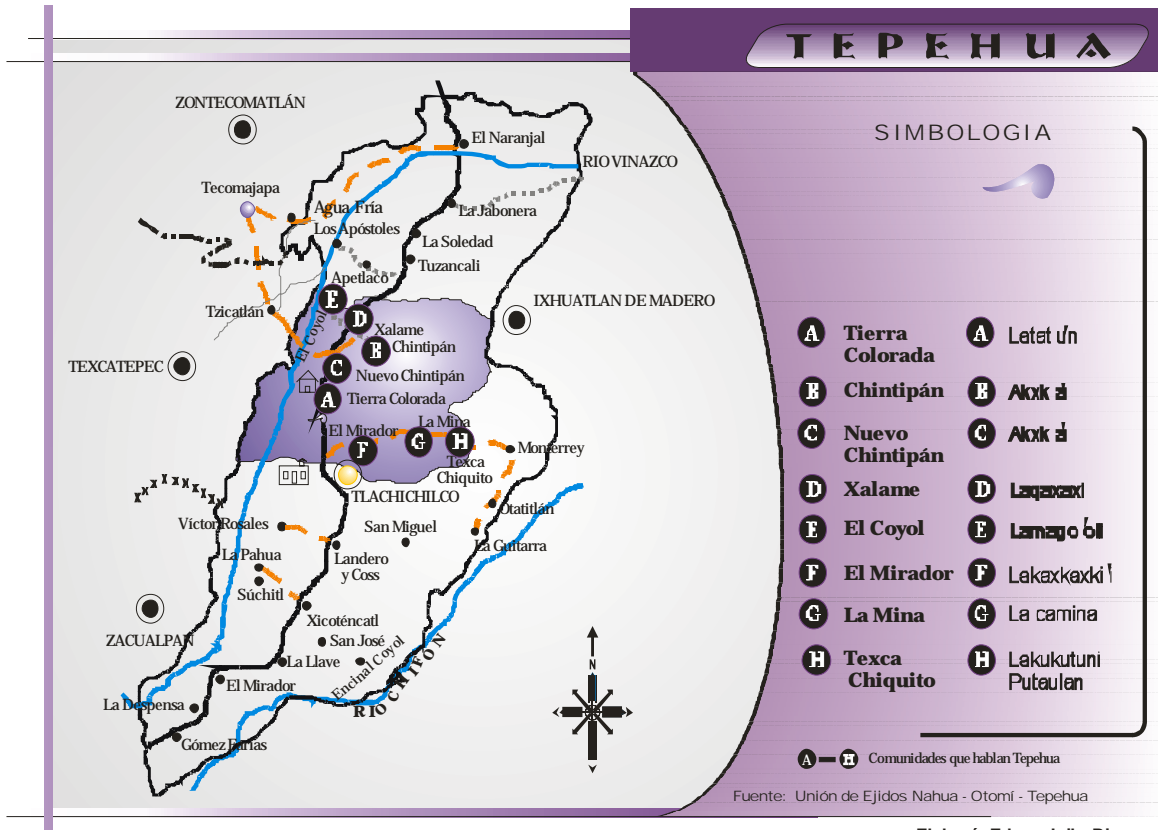 TEPEHUA
SIMBOLOGIA
ZONTECOMATLÁN
El Naranjal
RIO VINAZCO
Tecomajapa
Agua Fría
La Jabonera
Los Apóstoles
La Soledad
Tuzancali
Apetlaco
E
IXHUATLAN DE MADERO
Tzicatlán
D
El Coyol
Xalame
B
Chintipán
TEXCATEPEC
C
Nuevo Chintipán
A
Tierra Colorada
La Mina
El Mirador
F
G
H
Monterrey
Texca
Chiquito
TLACHICHILCO
Otatitlán
Víctor Rosales
San Miguel
La Guitarra
La Pahua
Landero
y Coss
Súchitl
Xicoténcatl
ZACUALPAN
San José
La Llave
Encinal Coyol
RIO CHIFÓN
El Mirador
La Despensa
Gómez Farías
N
A Tierra
Colorada
A
B Chintipán
B
C Nuevo
Chintipán
C
D Xalame
D Laqaxaxi
E El Coyol
E
F El Mirador
F
G La Mina
G La camina
H Texca
Chiquito
H Lakukutuni
Putaulan
A B Comunidades que hablan Tepehua
Fuente: Unión de Ejidos Nahua - Otomí - Tepehua